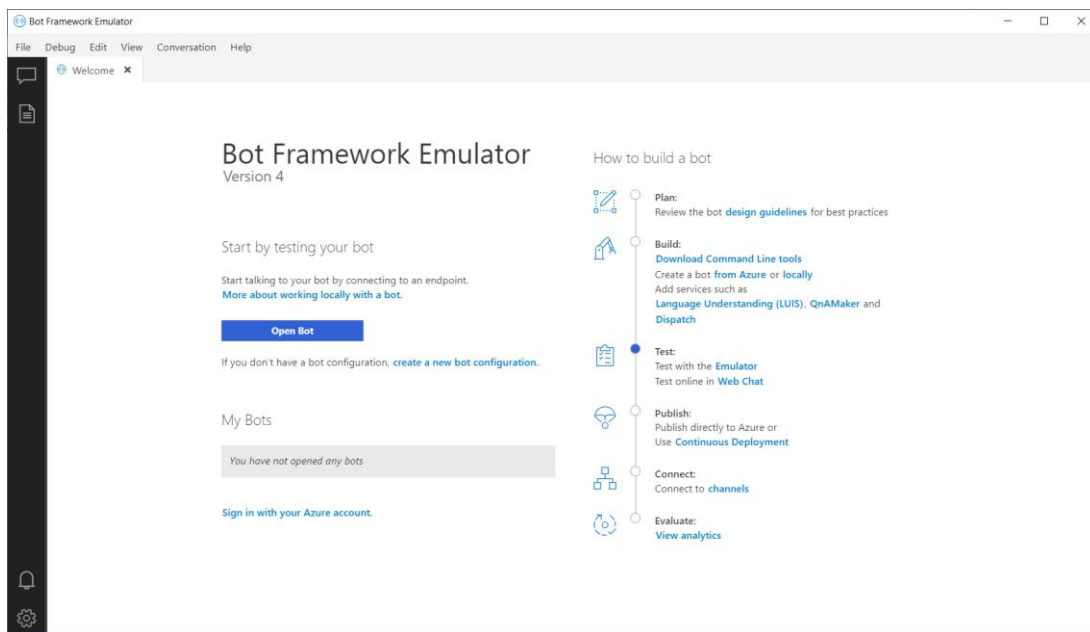 Bot Framework Emulator
File Debug Edit View Conversation Help
Welcome
Bot Framework Emulator
Version 4
Start by testing your bot
Start talking to your bot by connecting to an endpoint.
More about working locally with a bot.
Open Bot
If you don't have a bot configuration, create a new bot configuration.
My Bots
You have not opened any bots
Sign in with your Azure account.
How to build a bot
Plan:
Review the bot design guidelines for best practices
Build:
Download Command Line tools
Create a bot from Azure or locally
Add services such as
Language Understanding (LUIS), QnAMaker and
Dispatch
Test:
Test with the Emulator
Test online in Web Chat
Publish:
Publish directly to Azure or
Use Continuous Deployment
Connect:
Connect to channels
Evaluate:
View analytics